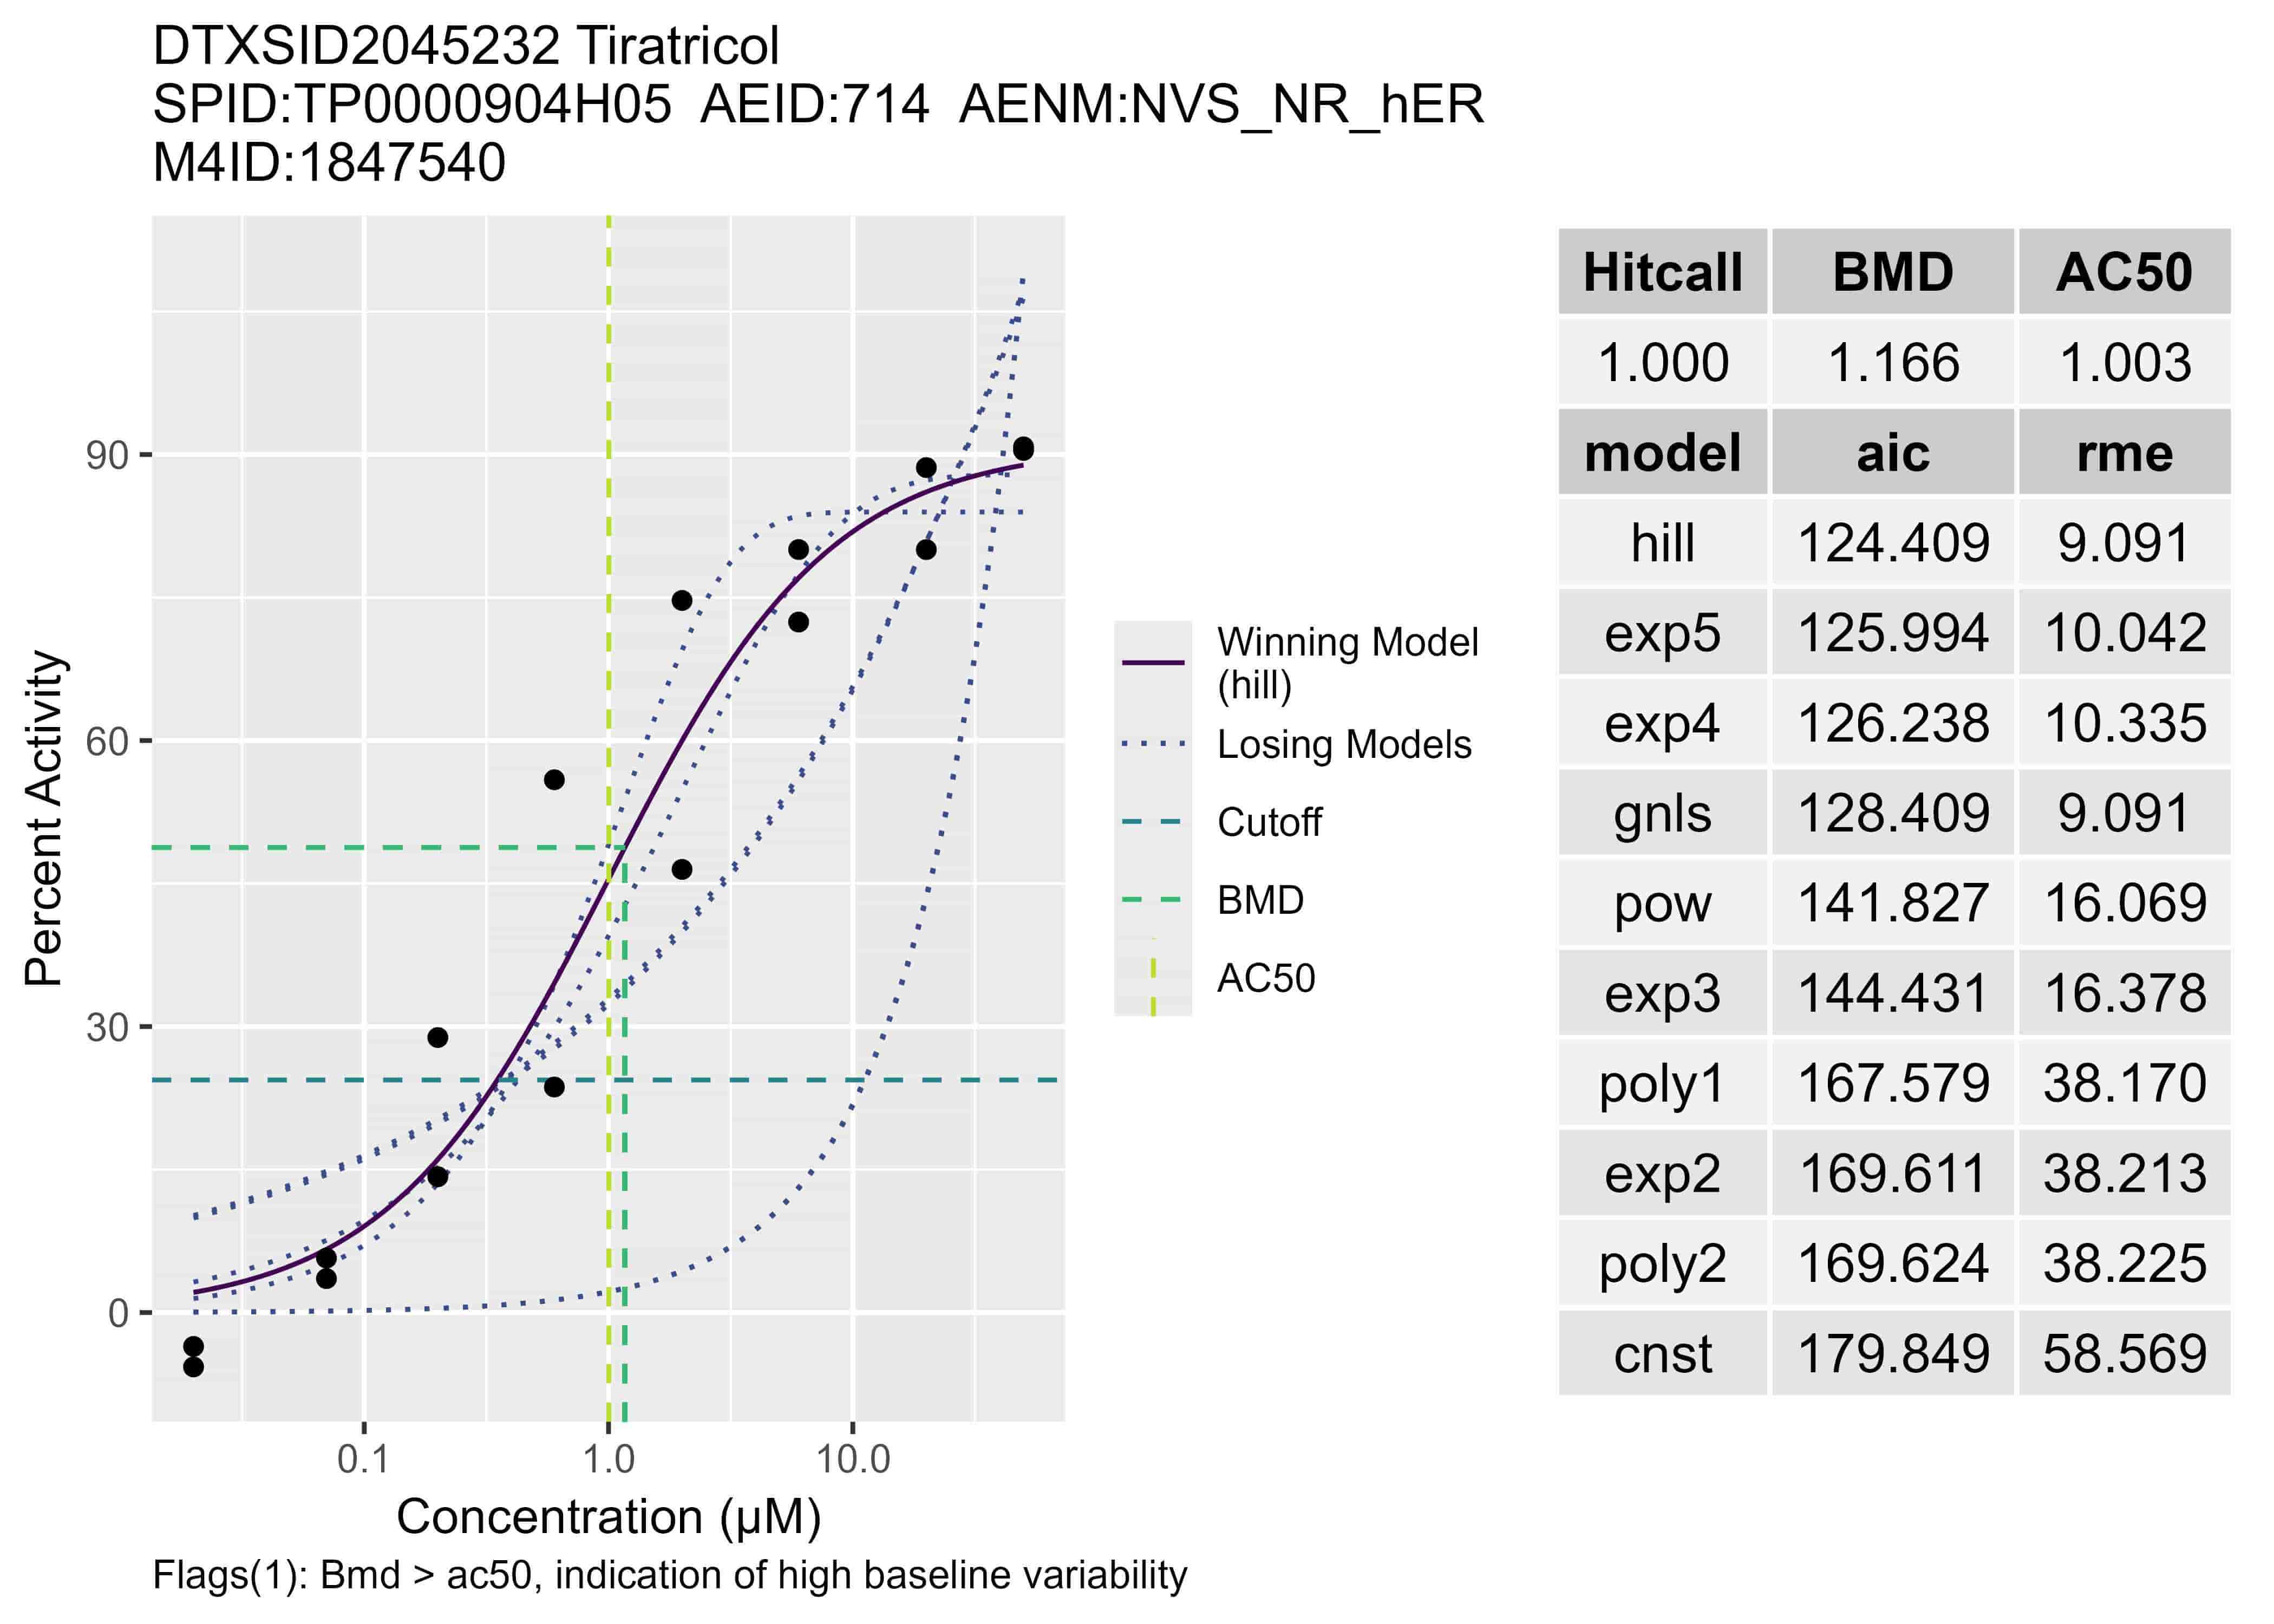 DTXSID2045232 Tiratricol
SPID:TP0000904H05  AEID:714  AENM:NVS_NR_hER
M4ID:1847540
Percent Activity
90
60
30
0
0.1 1.0 10.0
Concentration (µM)
Flags(1): Bmd > ac50, indication of high baseline variability
Winning Model
(hill)
Losing Models
Cutoff
BMD
AC50
Hitcall BMD AC50
1.000 1.166 1.003
model aic rme
hill 124.409 9.091
exp5 125.994 10.042
exp4 126.238 10.335
gnls 128.409 9.091
pow 141.827 16.069
exp3 144.431 16.378
poly1 167.579 38.170
exp2 169.611 38.213
poly2 169.624 38.225
cnst 179.849 58.569